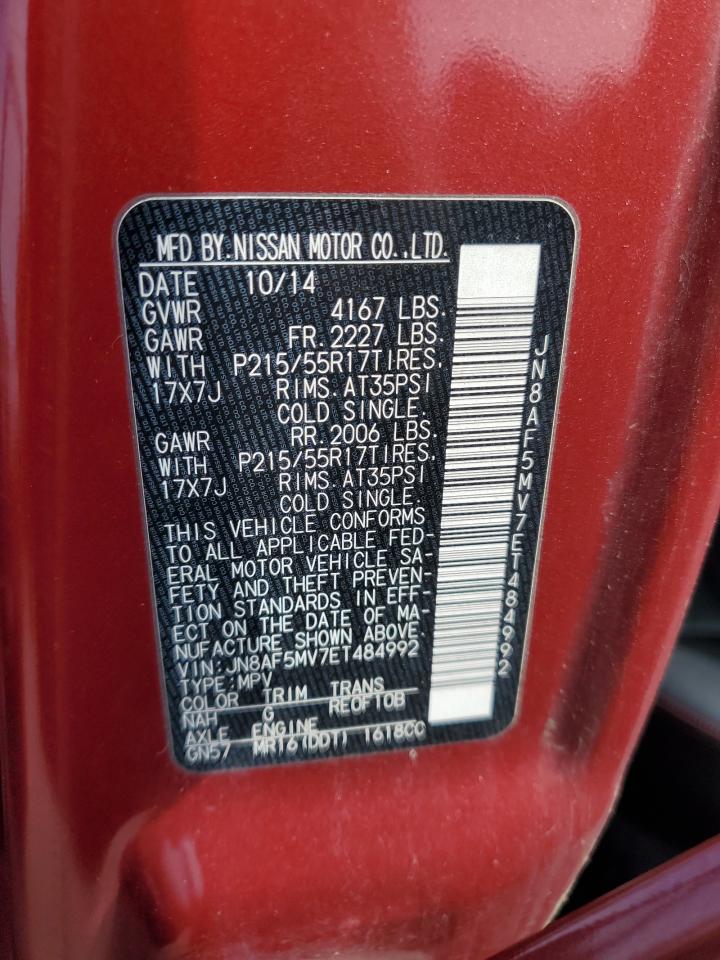 MFD BY:NISSAN MOTOR CO.,LTD.
DATE 10/14
GVWR 4167 LBS.
GAWR FR.2227 LBS.
WITH P215/55R17TIRES.
17X7J RIMS.AT35PSI
COLD SINGLE.
GAWR RR.2006 LBS.
WITH P215/55R17TIRES.
17X7J RIMS.AT35PSI
COLD SINGLE.
THIS VEHICLE CONFORMS
TO ALL APPLICABLE FED-
ERAL MOTOR VEHICLE SA-
FETY AND THEFT PREVEN-
TION STANDARDS IN EFF-
ECT ON THE DATE OF MA-
NUFACTURE SHOWN ABOVE.
VIN:JN8AF5MV7ET484992
TYPE:MPV
COLOR TRIM TRANS
NAH G RE0F10B
AXLE ENGINE
GN57 MR16(DDT) 1618CC
JN8AF5MV7ET484992